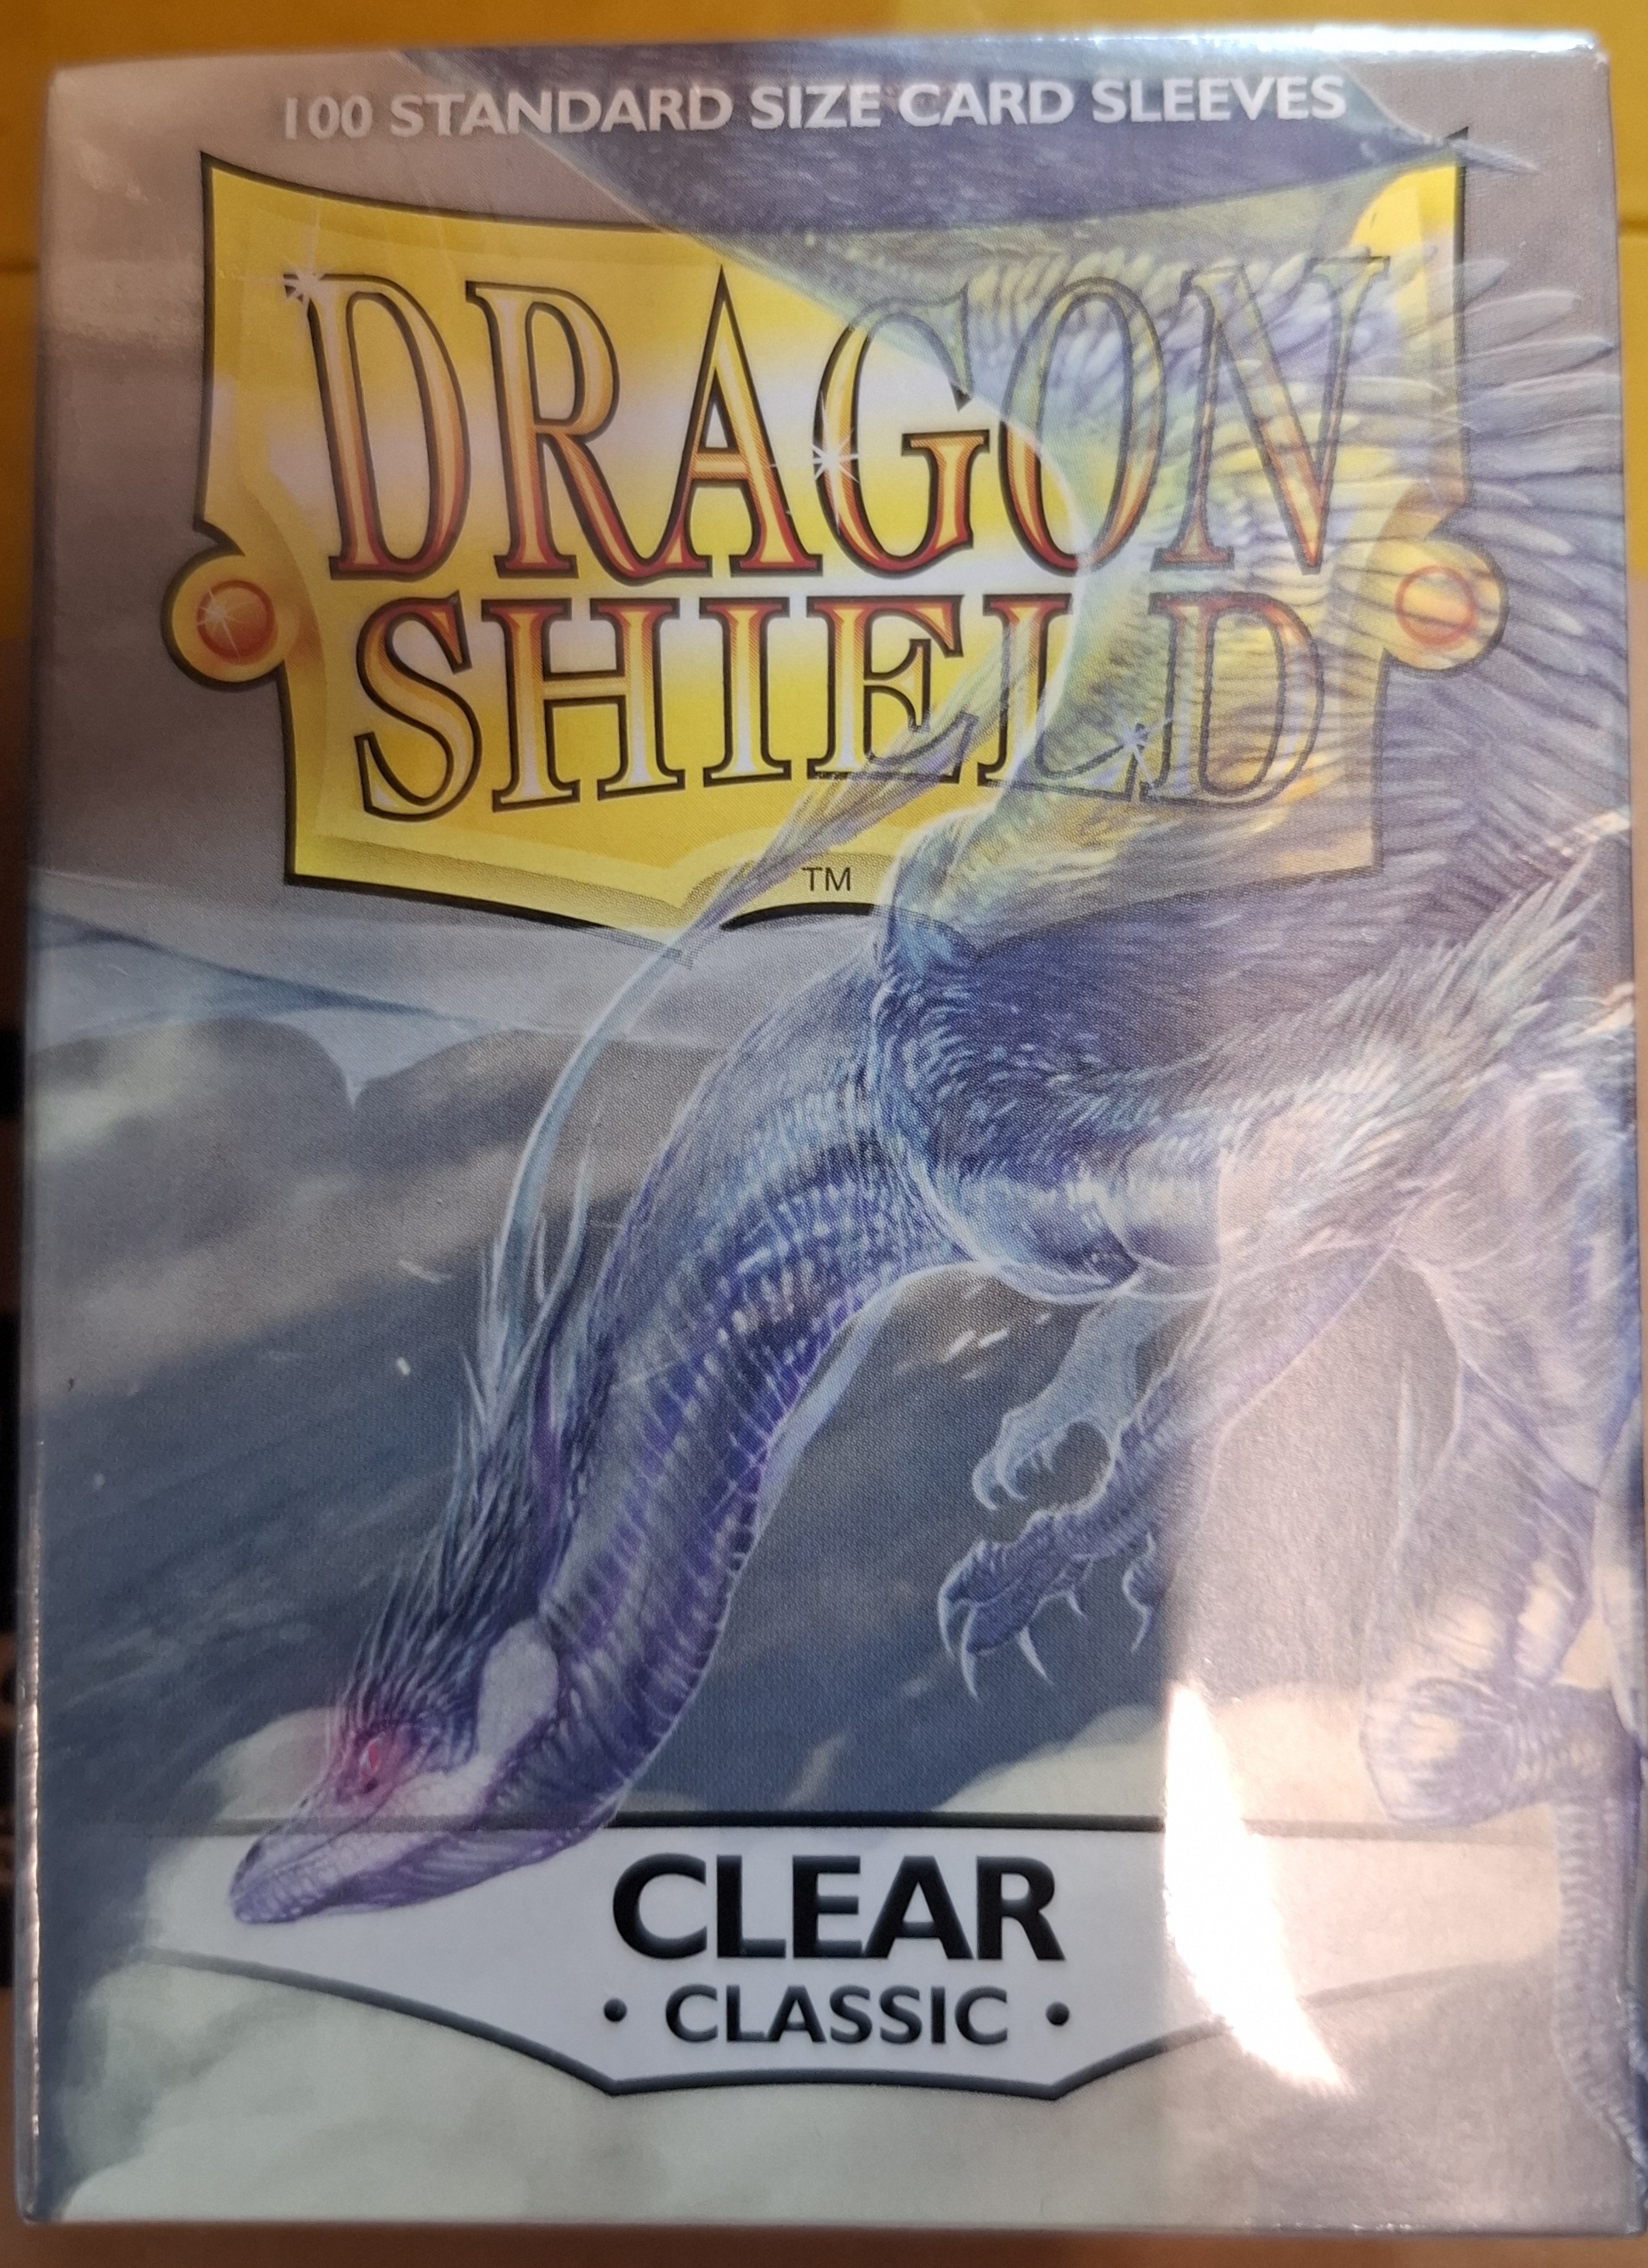 100 STANDARD SIZE CARD SLEEVES
DRAGON
SHIELD
TM
CLEAR
• CLASSIC •